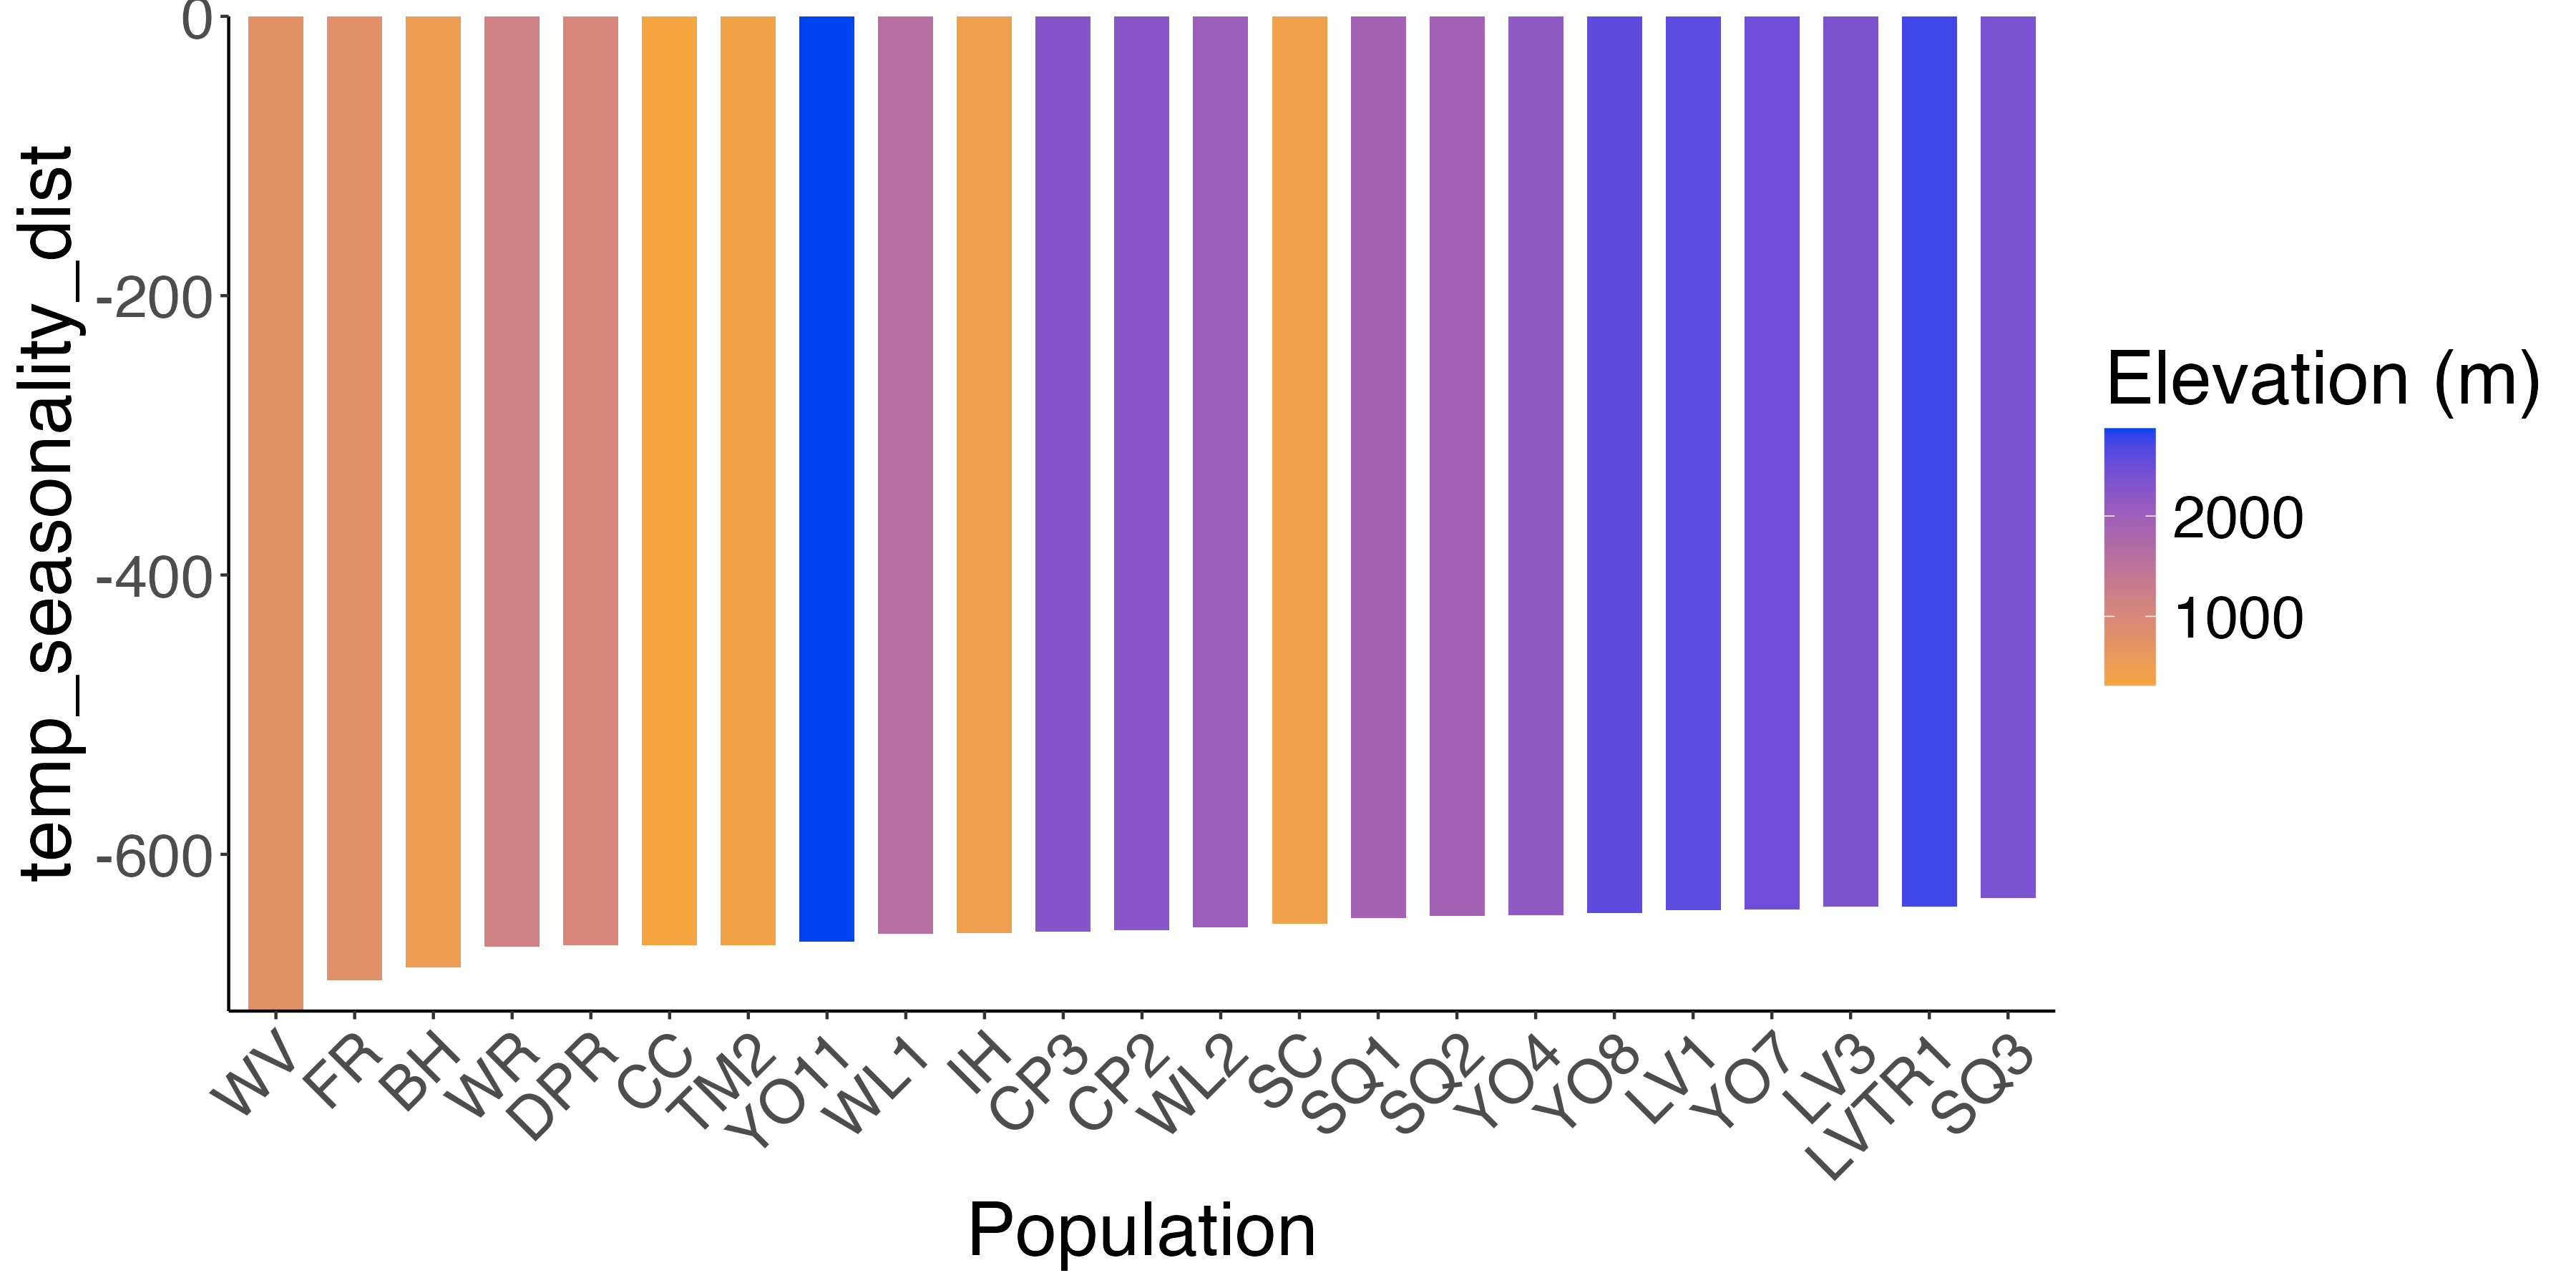 temp_seasonality_dist
0
-200
-400
-600
WV
FR
BH
WR
DPR
CC
TM2
YO11
WL1
IH
CP3
CP2
WL2
SC
SQ1
SQ2
YO4
YO8
LV1
YO7
LV3
LVTR1
SQ3
Population
Elevation (m)
2000
1000